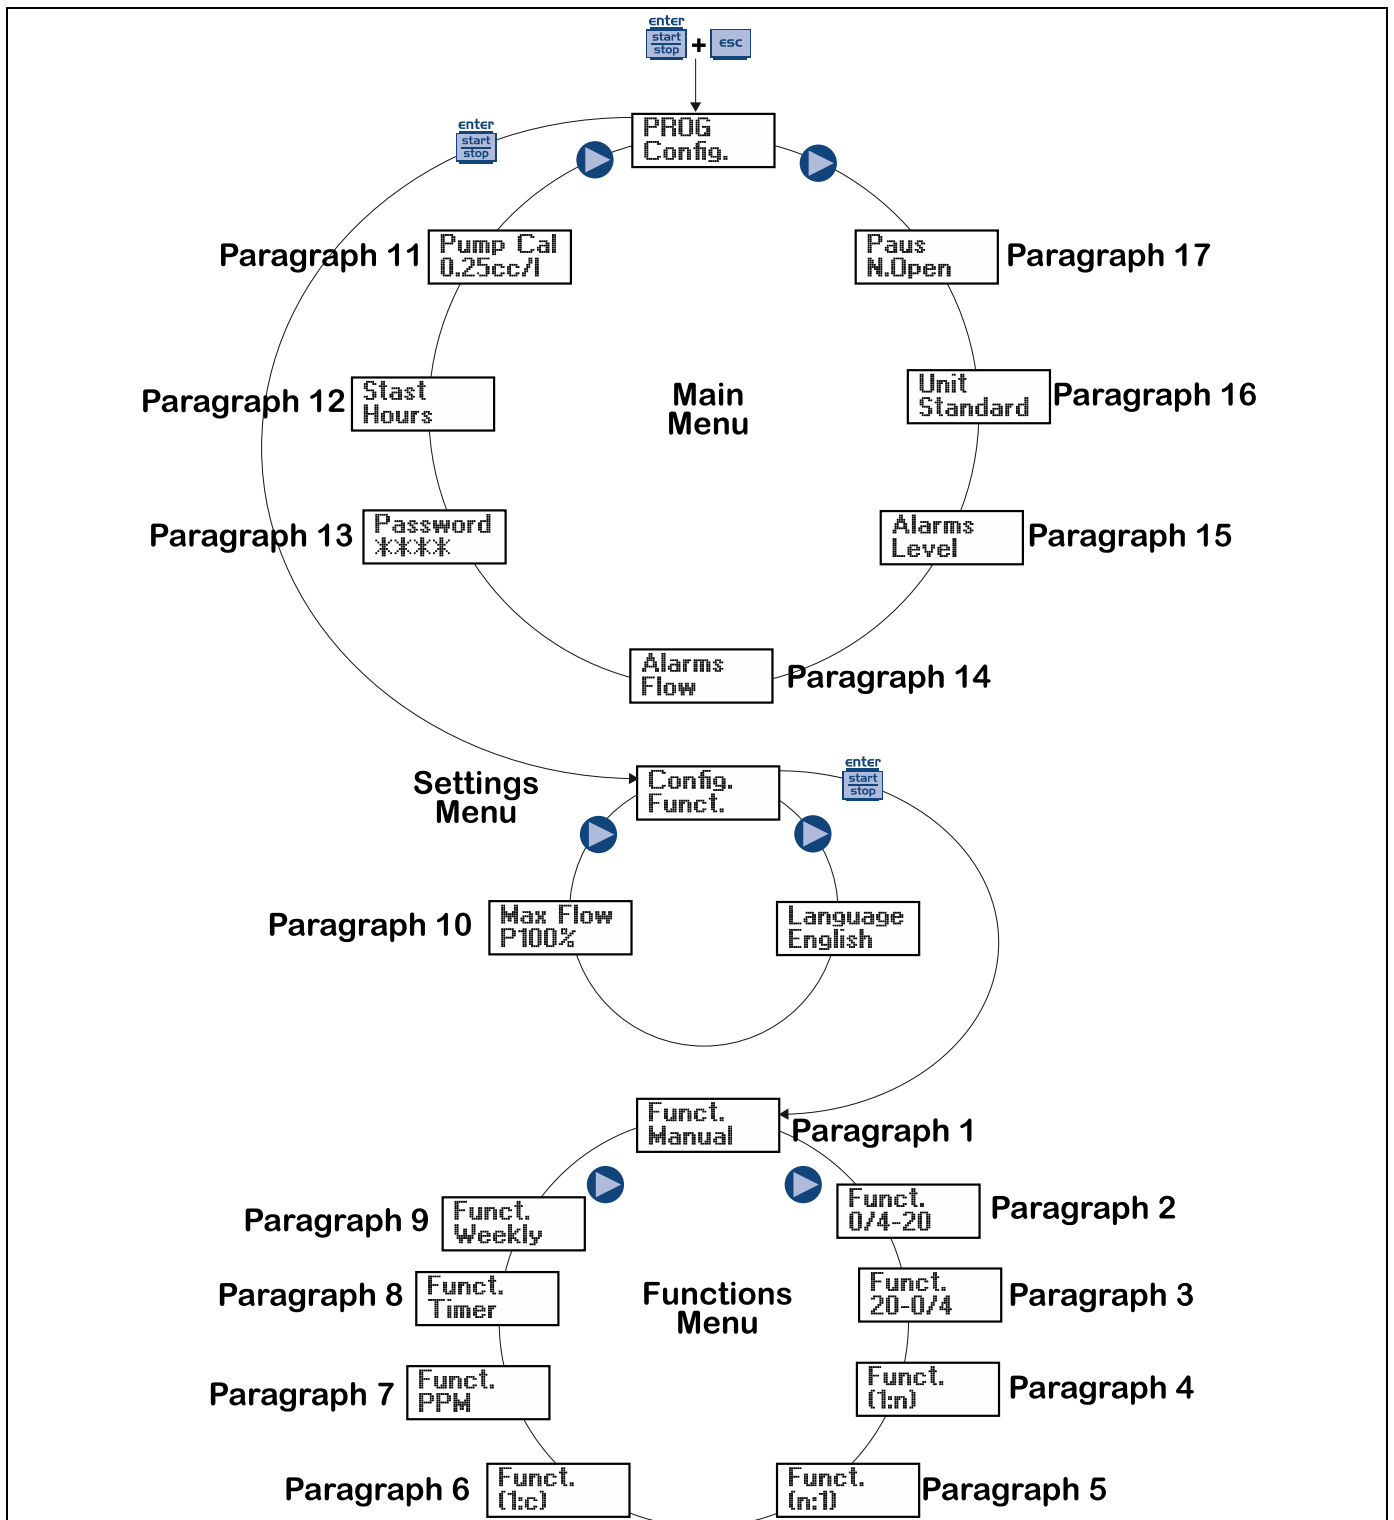 enter
start
stop
+
esc
enter
start
stop
PROG
Config.
Paragraph 11
Pump Cal
0.25cc/I
Paus
N.Open
Paragraph 17
Paragraph 12
Stast
Hours
Main
Menu
Unit
Standard
Paragraph 16
Paragraph 13
Password
****
Alarms
Level
Paragraph 15
Alarms
Flow
Paragraph 14
Settings
Menu
Config.
Funct.
enter
start
stop
Paragraph 10
Max Flow
P100%
Language
English
Funct.
Manual
Paragraph 1
Paragraph 9
Funct.
Weekly
Funct.
0/4-20
Paragraph 2
Paragraph 8
Funct.
Timer
Functions
Menu
Funct.
20-0/4
Paragraph 3
Paragraph 7
Funct.
PPM
Funct.
(1:n)
Paragraph 4
Paragraph 6
Funct.
(1:c)
Funct.
(n:1)
Paragraph 5